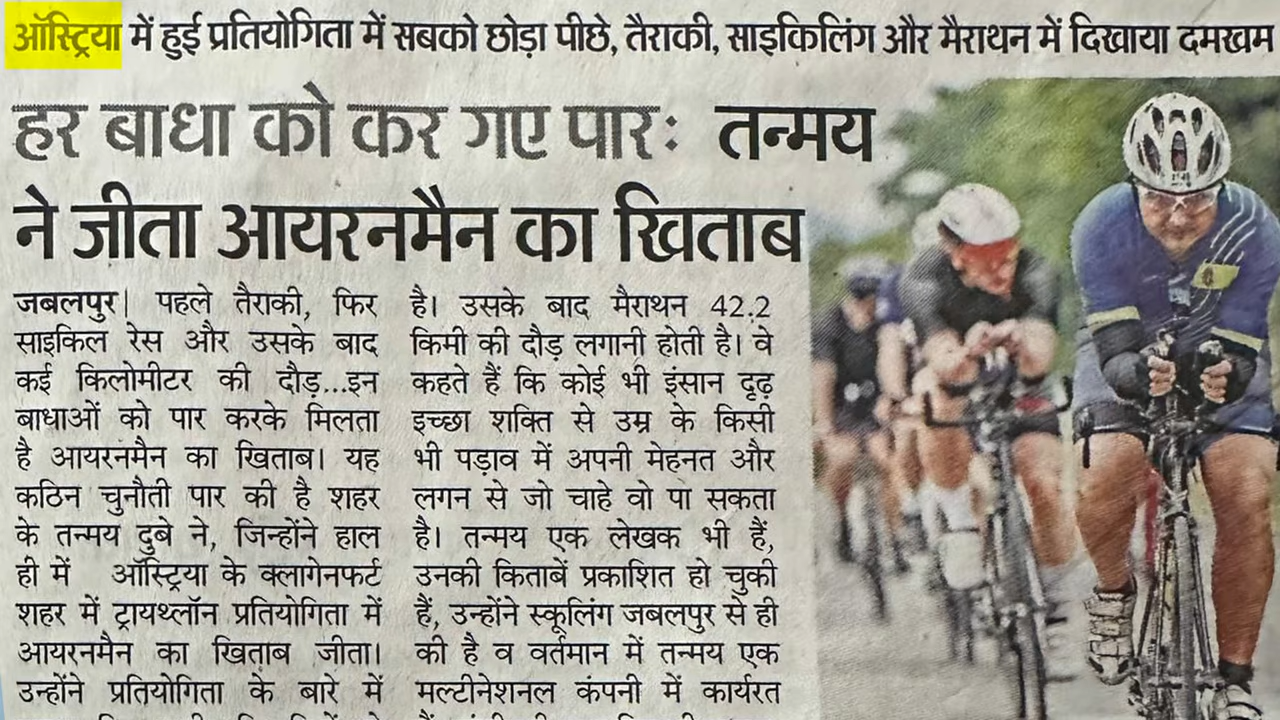 ऑस्ट्रिया में हुई प्रतियोगिता में सबको छोड़ा पीछे, तैराकी, साइकिलिंग और मैराथन में दिखाया दमखम
हर बाधा को कर गए पार: तन्मय
ने जीता आयरनमैन का खिताब
जबलपुर| पहले तैराकी, फिर
साइकिल रेस और उसके बाद
कई किलोमीटर की दौड़...इन
बाधाओं को पार करके मिलता
है आयरनमैन का खिताब। यह
कठिन चुनौती पार की है शहर
के तन्मय दुबे ने, जिन्होंने हाल
ही में ऑस्ट्रिया के क्लागेनफर्ट
शहर में ट्रायथ्लॉन प्रतियोगिता में
आयरनमैन का खिताब जीता।
उन्होंने प्रतियोगिता के बारे में
है। उसके बाद मैराथन 42.2
किमी की दौड़ लगानी होती है। वे
कहते हैं कि कोई भी इंसान दृढ़
इच्छा शक्ति से उम्र के किसी
भी पड़ाव में अपनी मेहनत और
लगन से जो चाहे वो पा सकता
है। तन्मय एक लेखक भी हैं,
उनकी किताबें प्रकाशित हो चुकी
हैं, उन्होंने स्कूलिंग जबलपुर से ही
की है व वर्तमान में तन्मय एक
मल्टीनेशनल कंपनी में कार्यरत